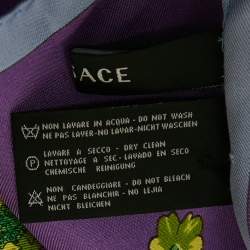 SACE
NON LAVARE IN ACQUA - DO NOT WASH
NE PAS LAVER-NO LAVAR-NICHT WASCHEN
LAVARE A SECCO - DRY CLEAN
NETTOYAGE A SEC - LAVADO EN SECO
CHEMISCHE REINIGUNG
NON CANDEGGIARE - DO NOT BLEACH
NE PAS BLANCHIR - NO LEJIA
NICHT BLEICHEN